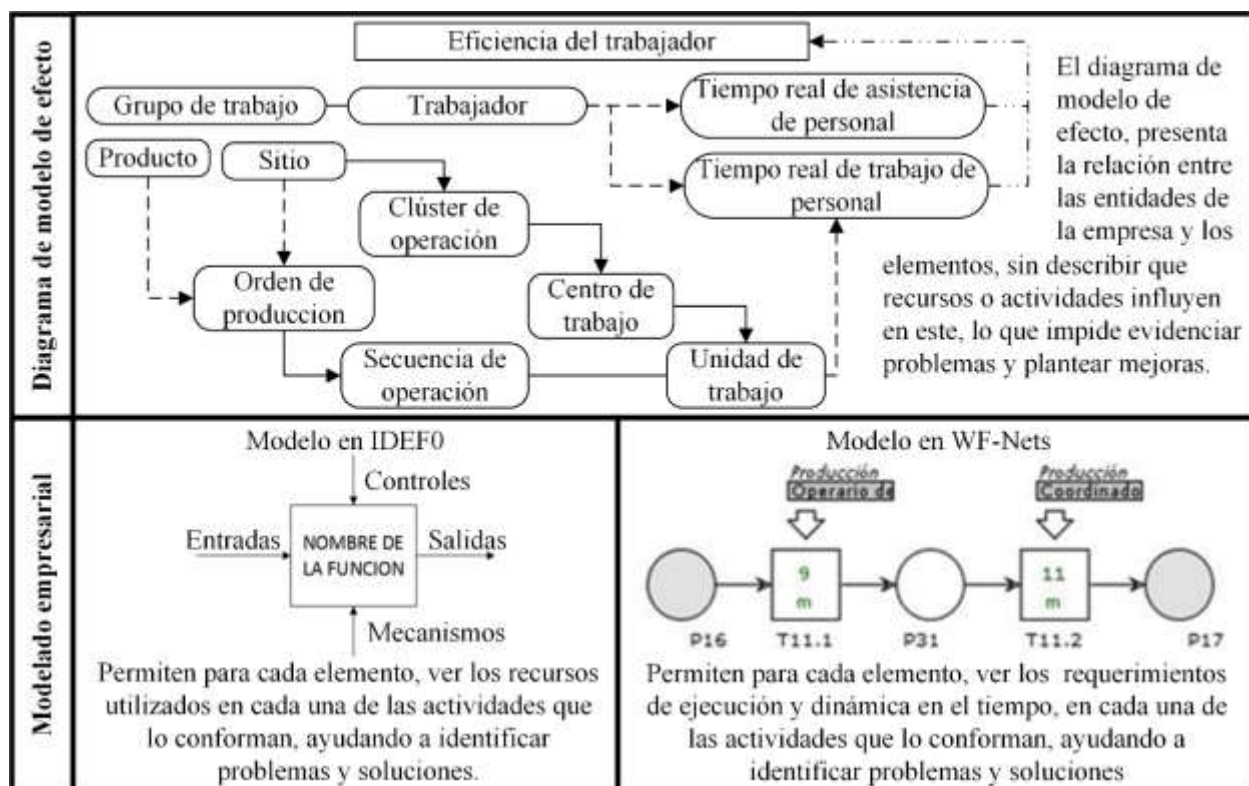 Diagrama de modelo de efecto
Eficiencia del trabajador
Grupo de trabajo
Trabajador
Tiempo real de asistencia
de personal
Producto
Sitio
Tiempo real de trabajo de
personal
Clúster de
operación
Orden de
produccion
Centro de
trabajo
Secuencia de
operación
Unidad de
trabajo
El diagrama de
modelo de
efecto, presenta
la relación entre
las entidades de
la empresa y los
elementos, sin describir que
recursos o actividades influyen
en este, lo que impide evidenciar
problemas y plantear mejoras.
Modelado empresarial
Modelo en IDEF0
Controles
Entradas
NOMBRE DE
LA FUNCION
Salidas
Mecanismos
Permiten para cada elemento, ver los recursos
utilizados en cada una de las actividades que
lo conforman, ayudando a identificar
problemas y soluciones.
Modelo en WF-Nets
Producción
Operario de
Producción
Coordinado
9
m
11
m
P16
T11.1
P31
T11.2
P17
Permiten para cada elemento, ver los requerimientos
de ejecución y dinámica en el tiempo, en cada una de
las actividades que lo conforman, ayudando a
identificar problemas y soluciones